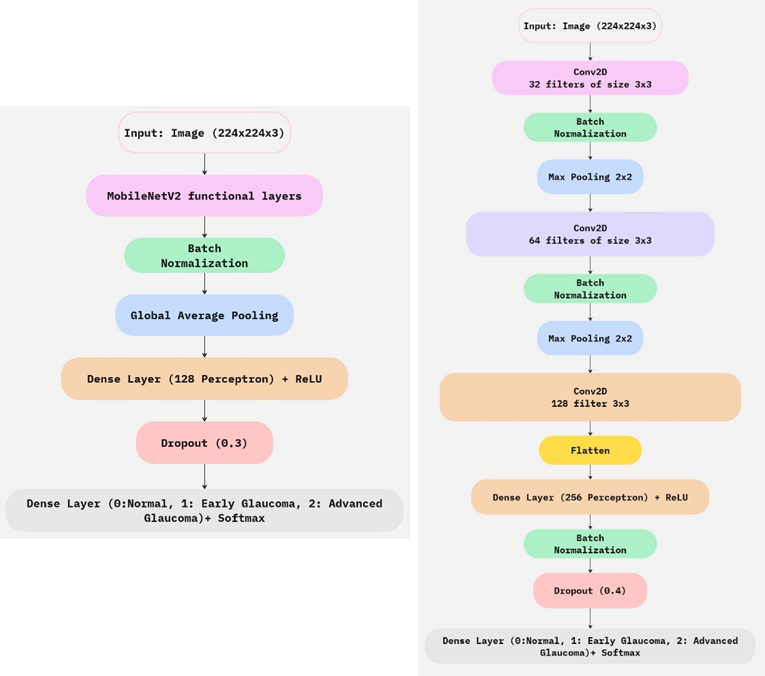 Input: Image (224x224x3)
MobileNetV2 functional layers
Batch
Normalization
Global Average Pooling
Dense Layer (128 Perceptron) + ReLU
Dropout (0.3)
Dense Layer (0:Normal, 1: Early Glaucoma, 2: Advanced
Glaucoma)+ Softmax
Input: Image (224x224x3)
Conv2D
32 filters of size 3x3
Batch
Normalization
Max Pooling 2x2
Conv2D
64 filters of size 3x3
Batch
Normalization
Max Pooling 2x2
Conv2D
128 filter 3x3
Flatten
Dense Layer (256 Perceptron) + ReLU
Batch
Normalization
Dropout (0.4)
Dense Layer (0:Normal, 1: Early Glaucoma, 2: Advanced
Glaucoma)+ Softmax